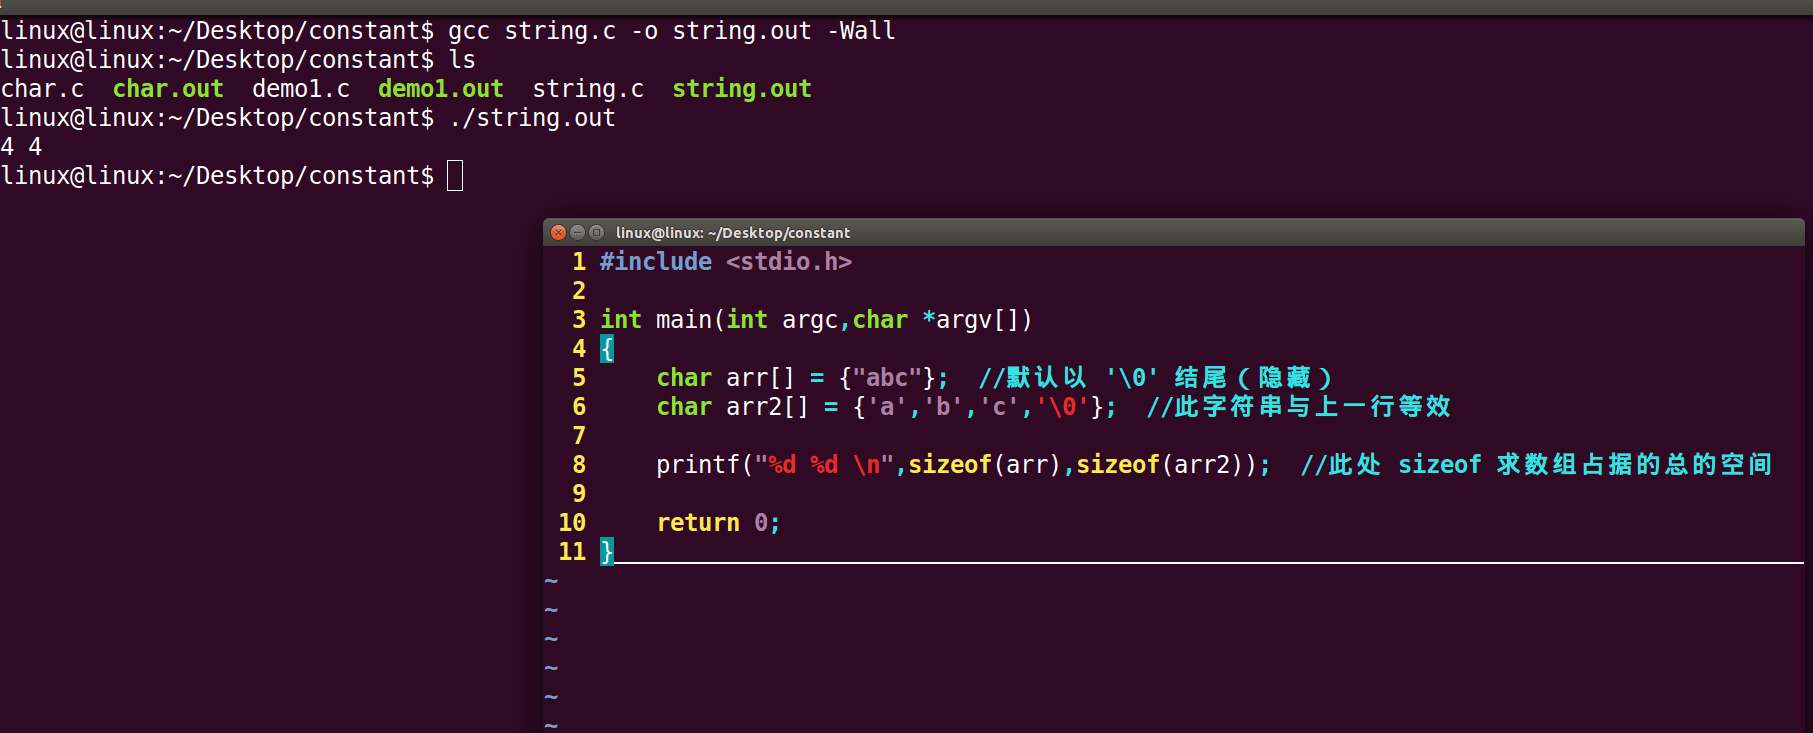 linux@linux:~/Desktop/constant$ gcc string.c -o string.out -Wall
linux@linux:~/Desktop/constant$ ls
char.c  char.out  demo1.c  demo1.out  string.c  string.out
linux@linux:~/Desktop/constant$ ./string.out
4 4
linux@linux:~/Desktop/constant$
linux@linux: ~/Desktop/constant
1 #include <stdio.h>
2
3 int main(int argc,char *argv[])
4 {
5     char arr[] = {"abc"};  //默认以 '\0' 结尾（隐藏）
6     char arr2[] = {'a','b','c','\0'};  //此字符串与上一行等效
7
8     printf("%d %d \n",sizeof(arr),sizeof(arr2));  //此处 sizeof 求数组占据的总的空间
9
10     return 0;
11 }
~
~
~
~
~
~